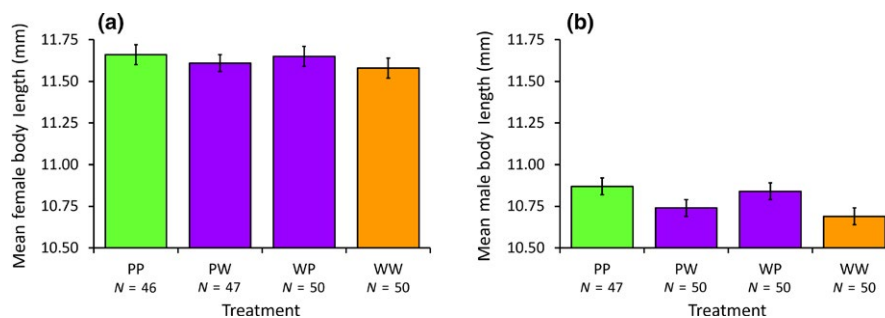 (a)
Mean female body length (mm)
11.75
11.50
11.25
11.00
10.75
10.50
PP PW WP WW
N = 46 N = 47 N = 50 N = 50
Treatment
(b)
Mean male body length (mm)
11.75
11.50
11.25
11.00
10.75
10.50
PP PW WP WW
N = 47 N = 50 N = 50 N = 50
Treatment